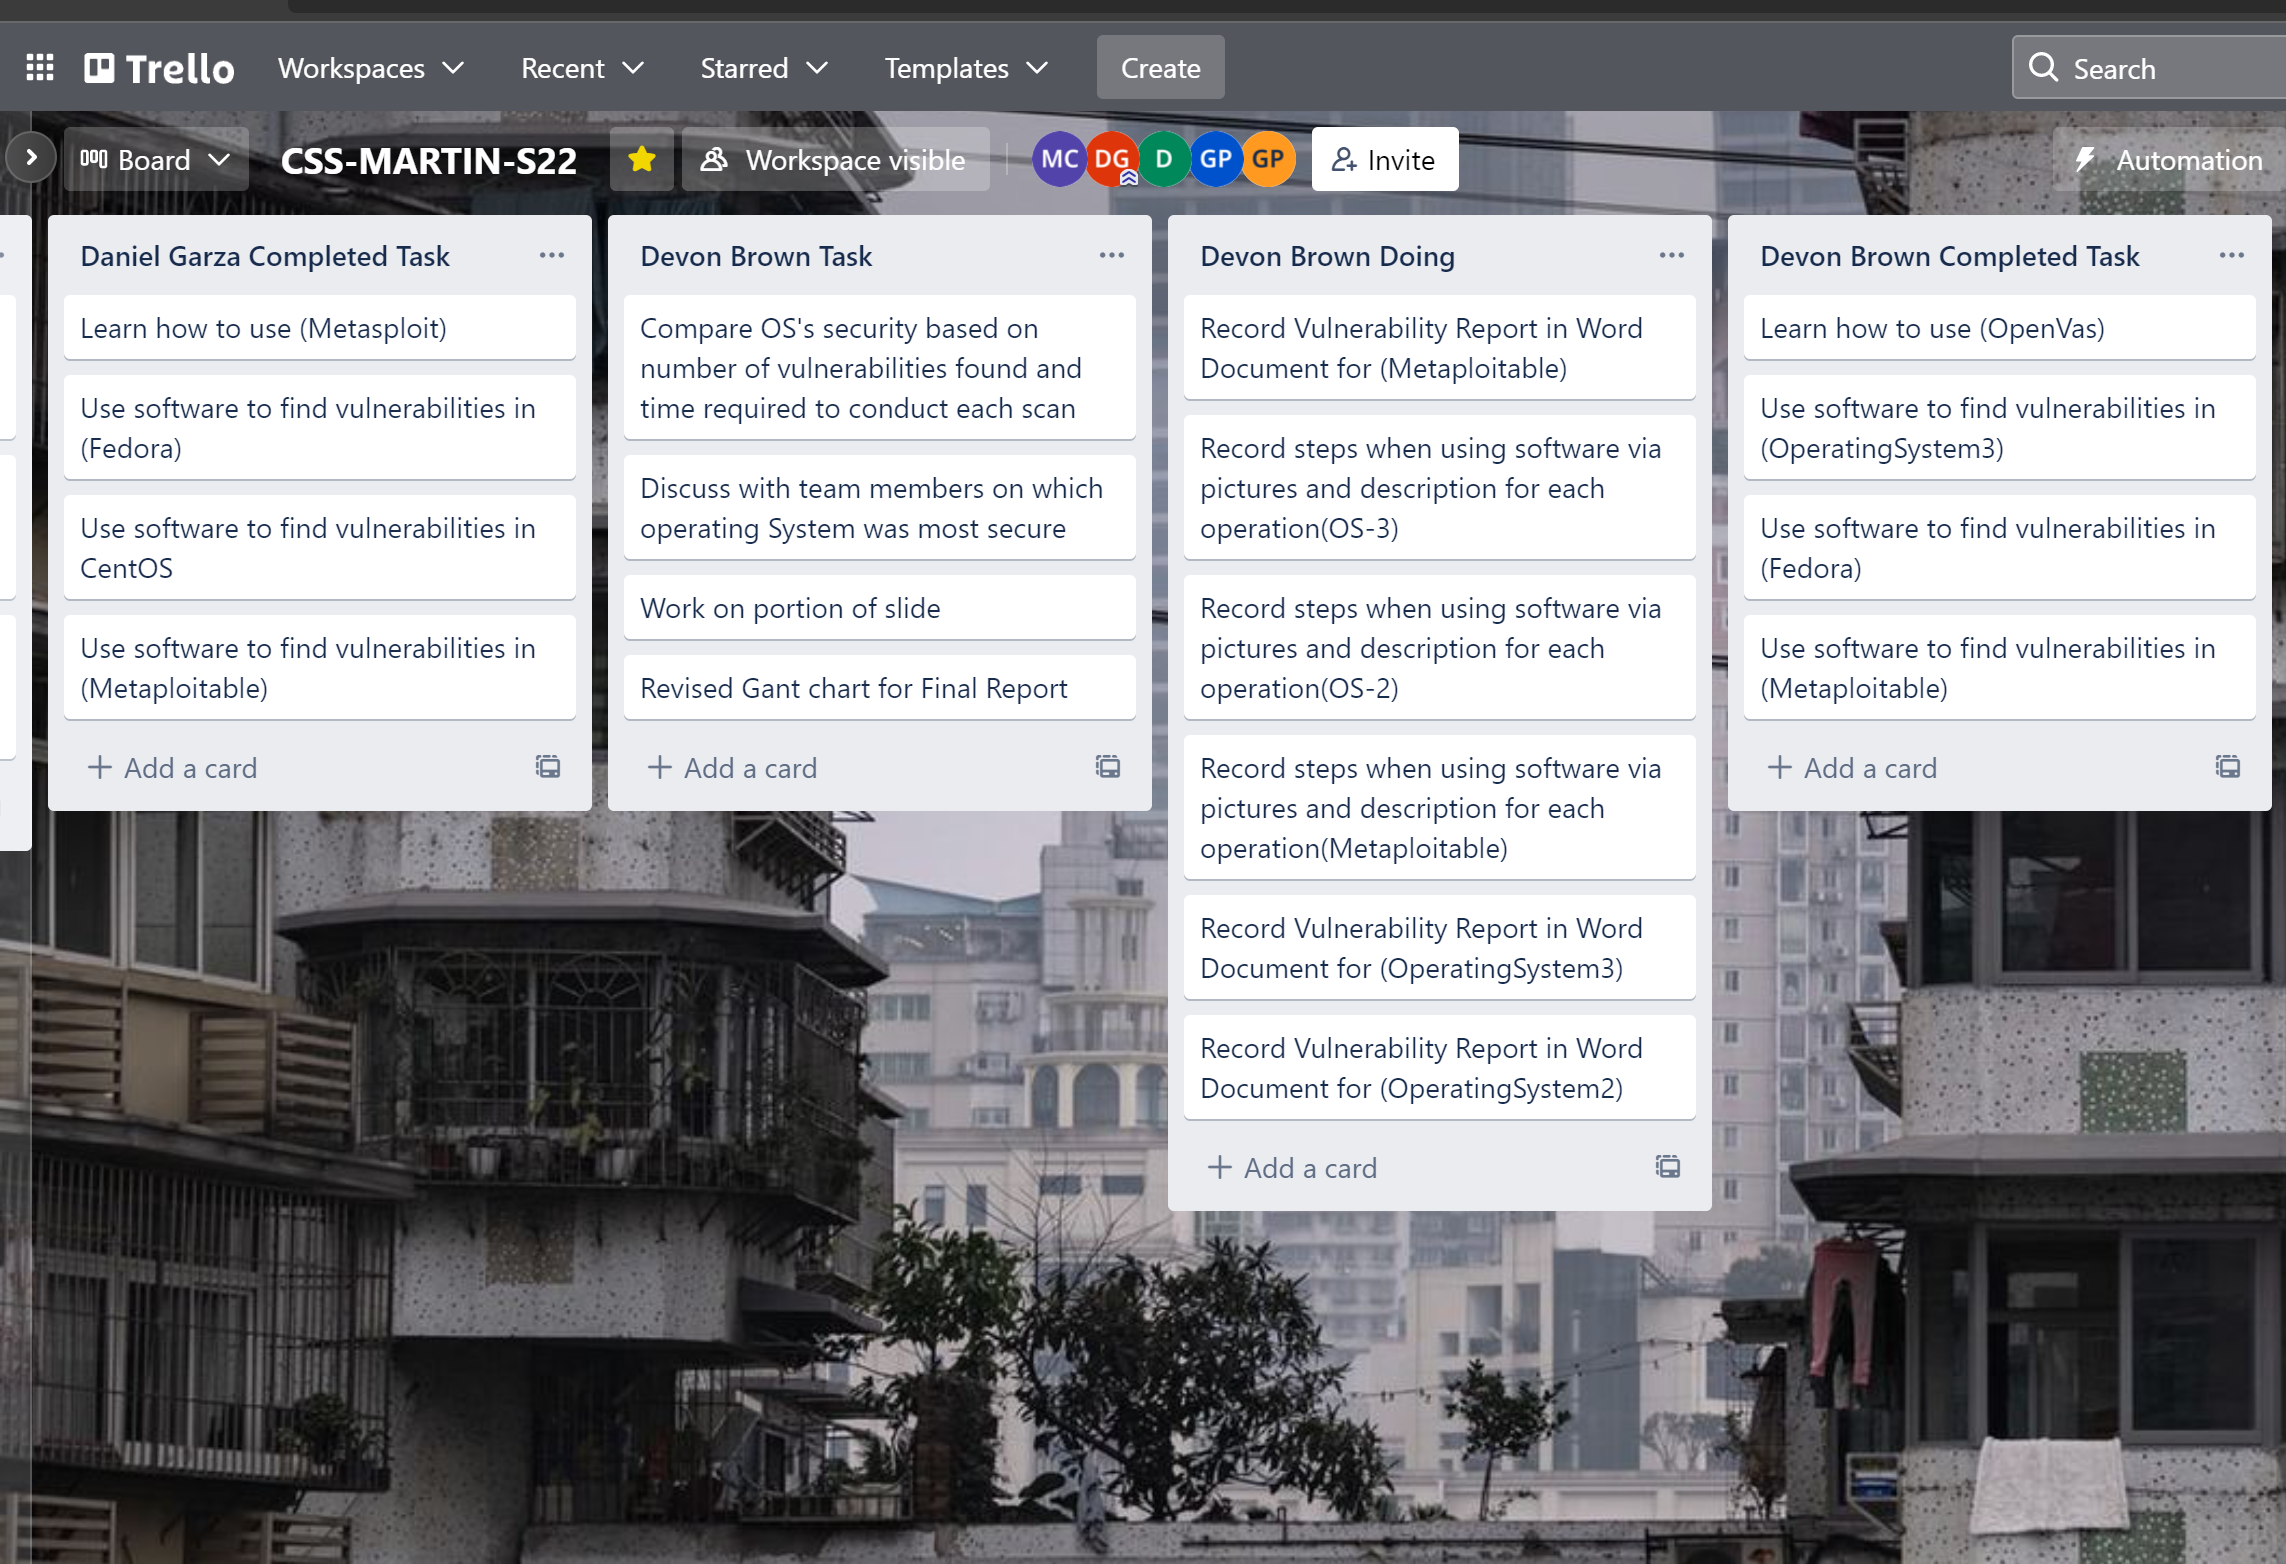 Trello
Workspaces
Recent
Starred
Templates
Create
Search
Board
CSS-MARTIN-S22
Workspace visible
MC
DG
D
GP
GP
Invite
Automation
Daniel Garza Completed Task
Learn how to use (Metasploit)
Use software to find vulnerabilities in
(Fedora)
Use software to find vulnerabilities in
CentOS
Use software to find vulnerabilities in
(Metaploitable)
Add a card
Devon Brown Task
Compare OS's security based on
number of vulnerabilities found and
time required to conduct each scan
Discuss with team members on which
operating System was most secure
Work on portion of slide
Revised Gant chart for Final Report
Add a card
Devon Brown Doing
Record Vulnerability Report in Word
Document for (Metaploitable)
Record steps when using software via
pictures and description for each
operation(OS-3)
Record steps when using software via
pictures and description for each
operation(OS-2)
Record steps when using software via
pictures and description for each
operation(Metaploitable)
Record Vulnerability Report in Word
Document for (OperatingSystem3)
Record Vulnerability Report in Word
Document for (OperatingSystem2)
Add a card
Devon Brown Completed Task
Learn how to use (OpenVas)
Use software to find vulnerabilities in
(OperatingSystem3)
Use software to find vulnerabilities in
(Fedora)
Use software to find vulnerabilities in
(Metaploitable)
Add a card